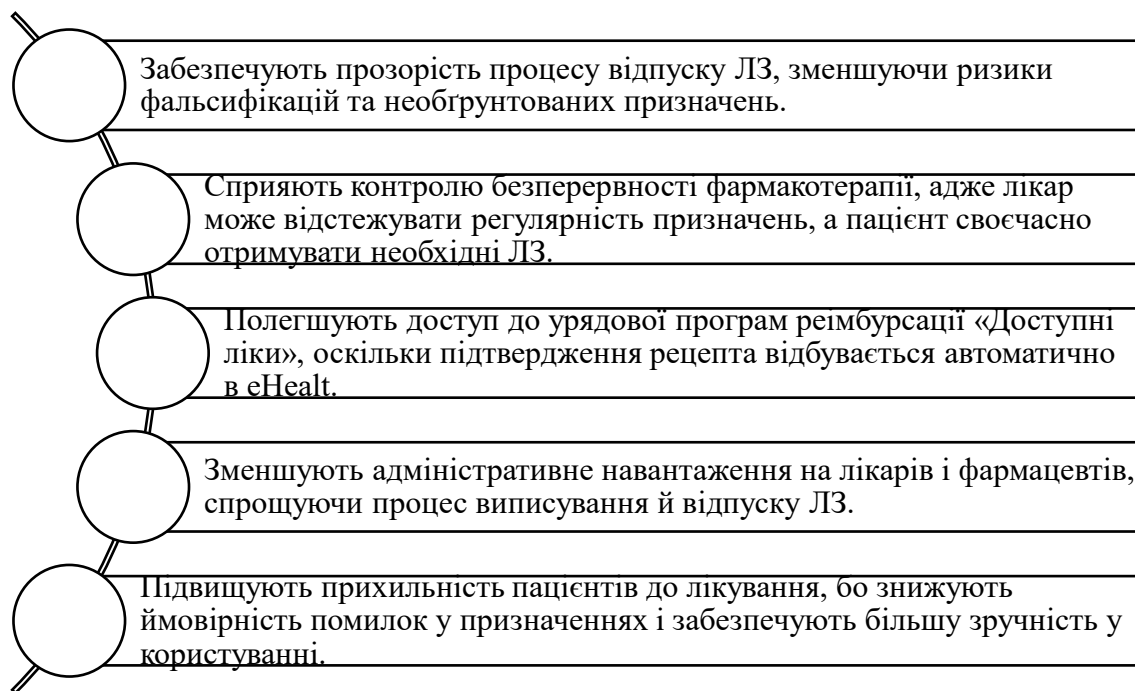 Забезпечують прозорість процесу відпуску ЛЗ, зменшуючи ризики
фальсифікацій та необґрунтованих призначень.
Сприяють контролю безперервності фармакотерапії, адже лікар
може відстежувати регулярність призначень, а пацієнт своєчасно
отримувати необхідні ЛЗ.
Полегшують доступ до урядової програм реімбурсації «Доступні
ліки», оскільки підтвердження рецепта відбувається автоматично
в eHealt.
Зменшують адміністративне навантаження на лікарів і фармацевтів,
спрощуючи процес виписування й відпуску ЛЗ.
Підвищують прихильність пацієнтів до лікування, бо знижують
ймовірність помилок у призначеннях і забезпечують більшу зручність у
користуванні.